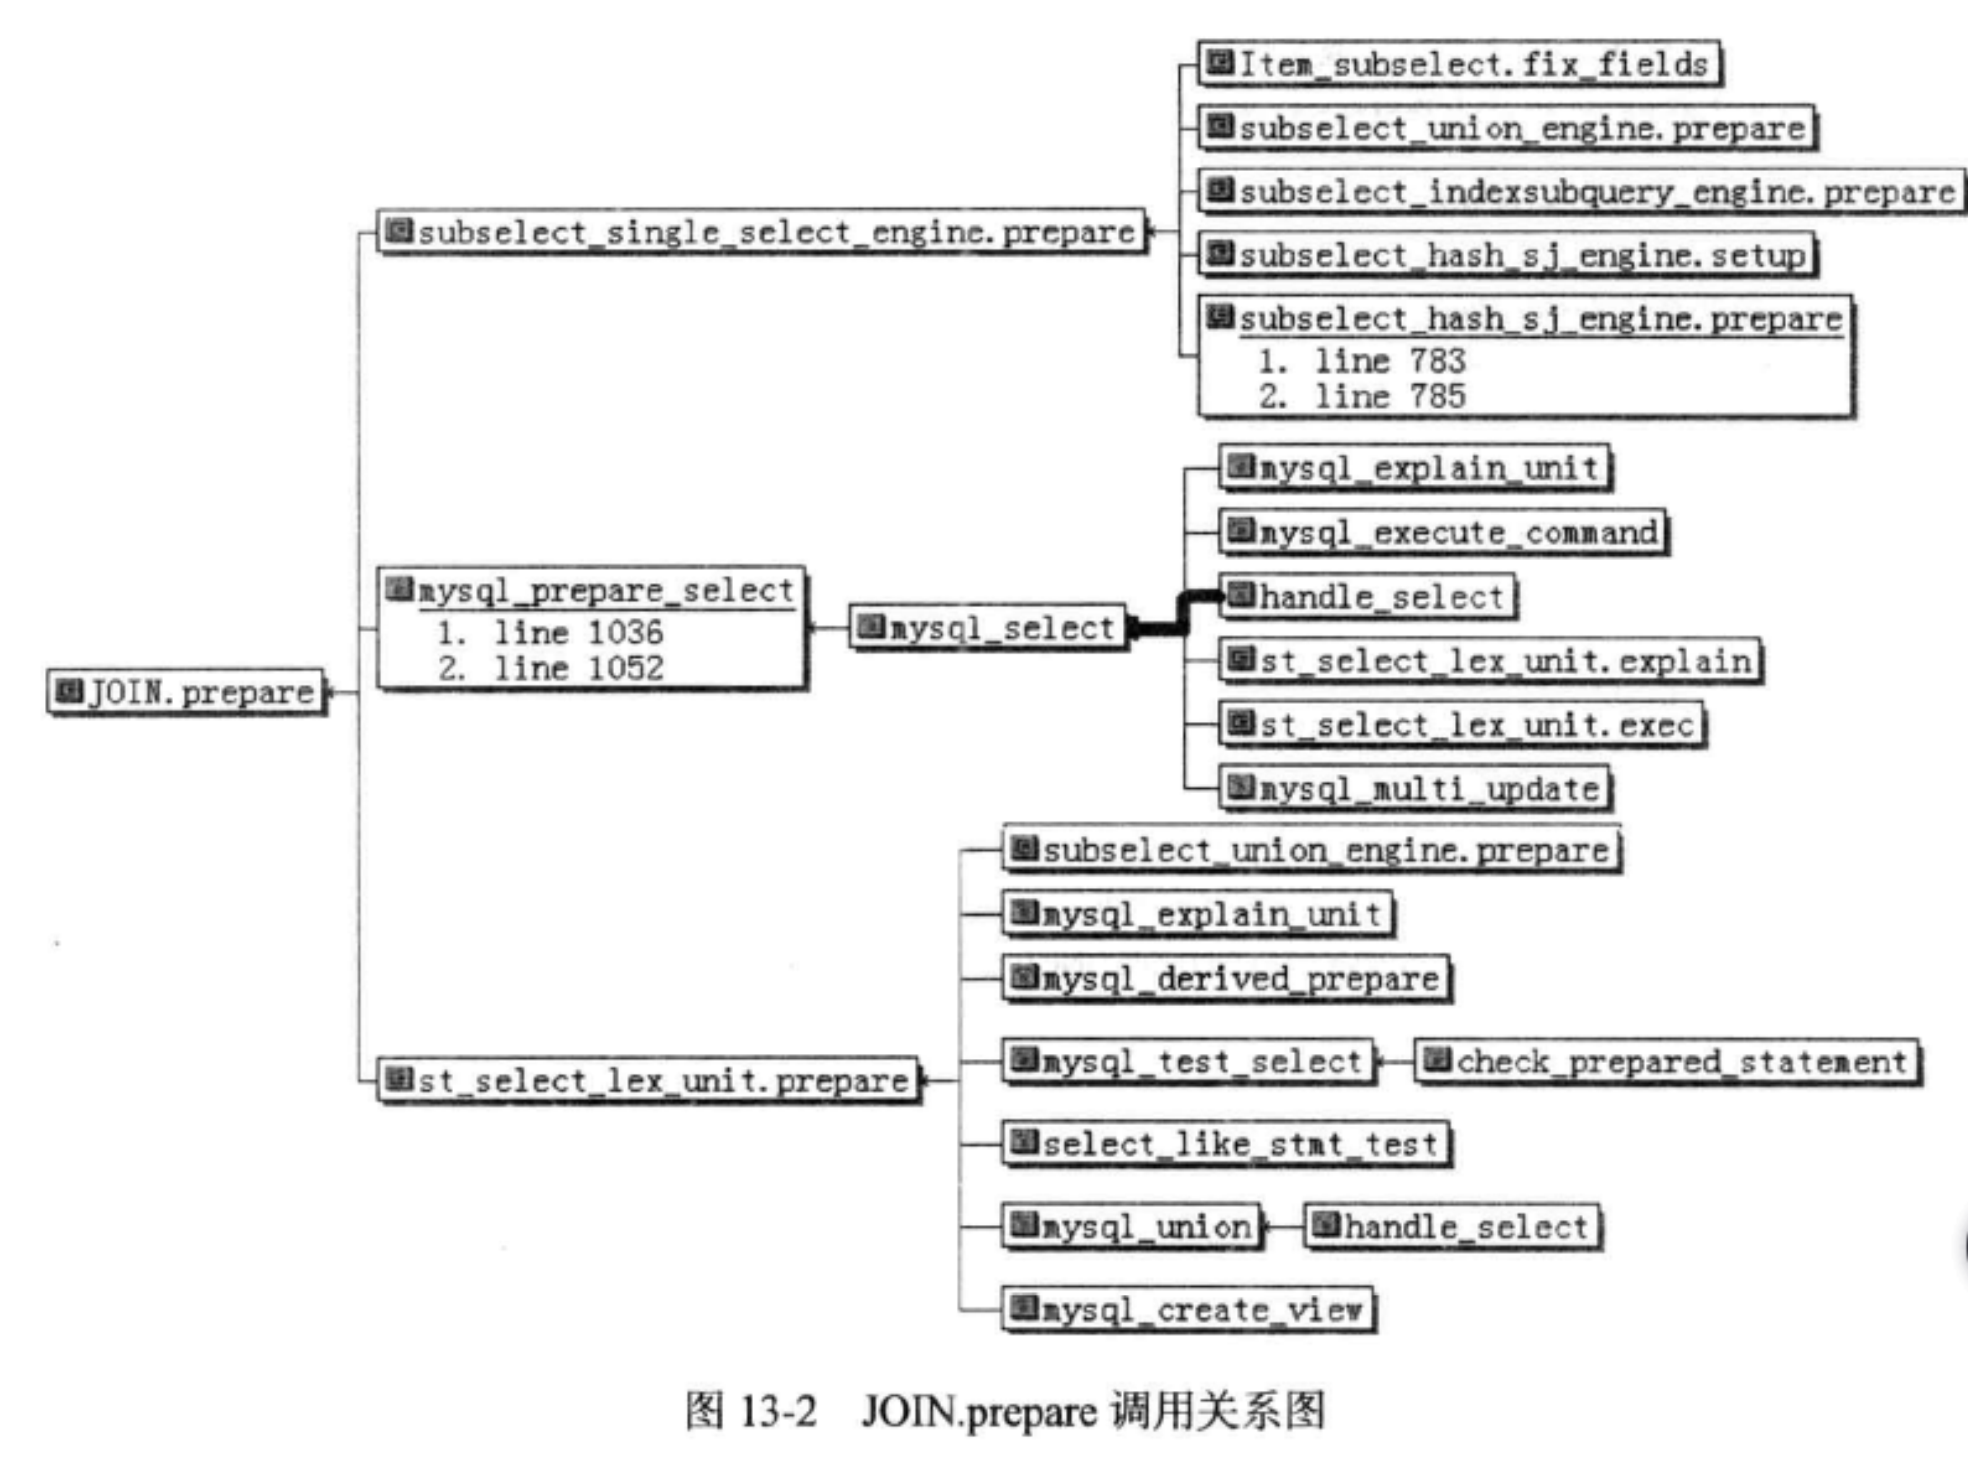 Item_subselect.fix_fields
subselect_union_engine.prepare
subselect_indexsubquery_engine.prepare
subselect_single_select_engine.prepare
subselect_hash_sj_engine.setup
subselect_hash_sj_engine.prepare
1. line 783
2. line 785
mysql_explain_unit
mysql_execute_command
mysql_prepare_select
1. line 1036
2. line 1052
mysql_select
handle_select
st_select_lex_unit.explain
JOIN.prepare
st_select_lex_unit.exec
mysql_multi_update
subselect_union_engine.prepare
mysql_explain_unit
mysql_derived_prepare
st_select_lex_unit.prepare
mysql_test_select
check_prepared_statement
select_like_stmt_test
mysql_union
handle_select
mysql_create_view
图 13-2 JOIN.prepare 调用关系图